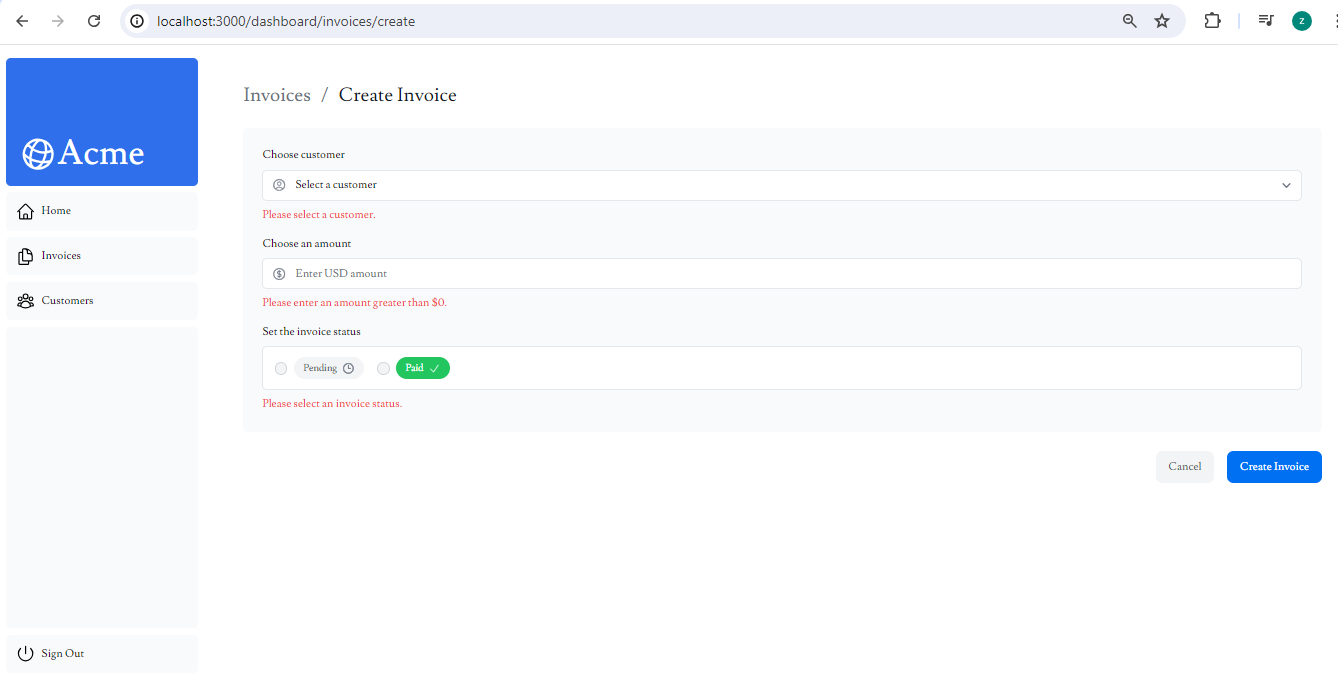 localhost:3000/dashboard/invoices/create
z
Acme
Home
Invoices
Customers
Sign Out
Invoices / Create Invoice
Choose customer
Select a customer
Please select a customer.
Choose an amount
Enter USD amount
Please enter an amount greater than $0.
Set the invoice status
Pending Paid
Please select an invoice status.
Cancel Create Invoice